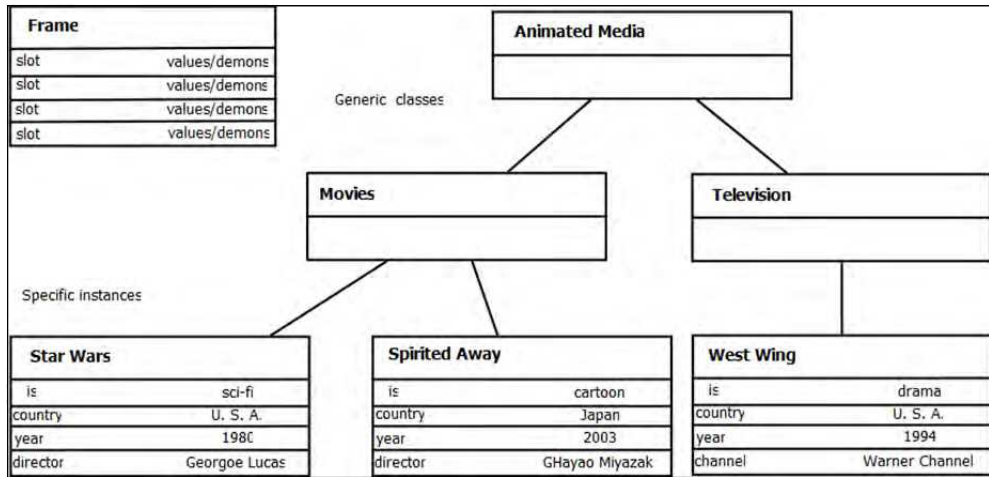 Frame
slot values/demons
slot values/demons
slot values/demons
slot values/demons
Animated Media
Generic classes
Movies
Television
Specific instances
Star Wars
is sci-fi
country U. S. A.
year 1980
director Georgoe Lucas
Spirited Away
is cartoon
country Japan
year 2003
director GHayao Miyazak
West Wing
is drama
country U. S. A.
year 1994
channel Warner Channel